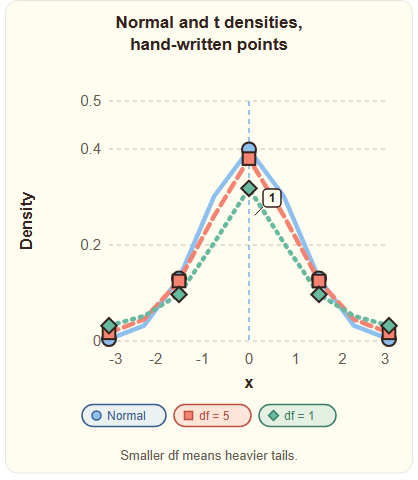 Normal and t densities,
hand-written points
0.5
0.4
0.2
0
Density
1
-3 -2 -1 0 1 2 3
x
Normal df = 5 df = 1
Smaller df means heavier tails.